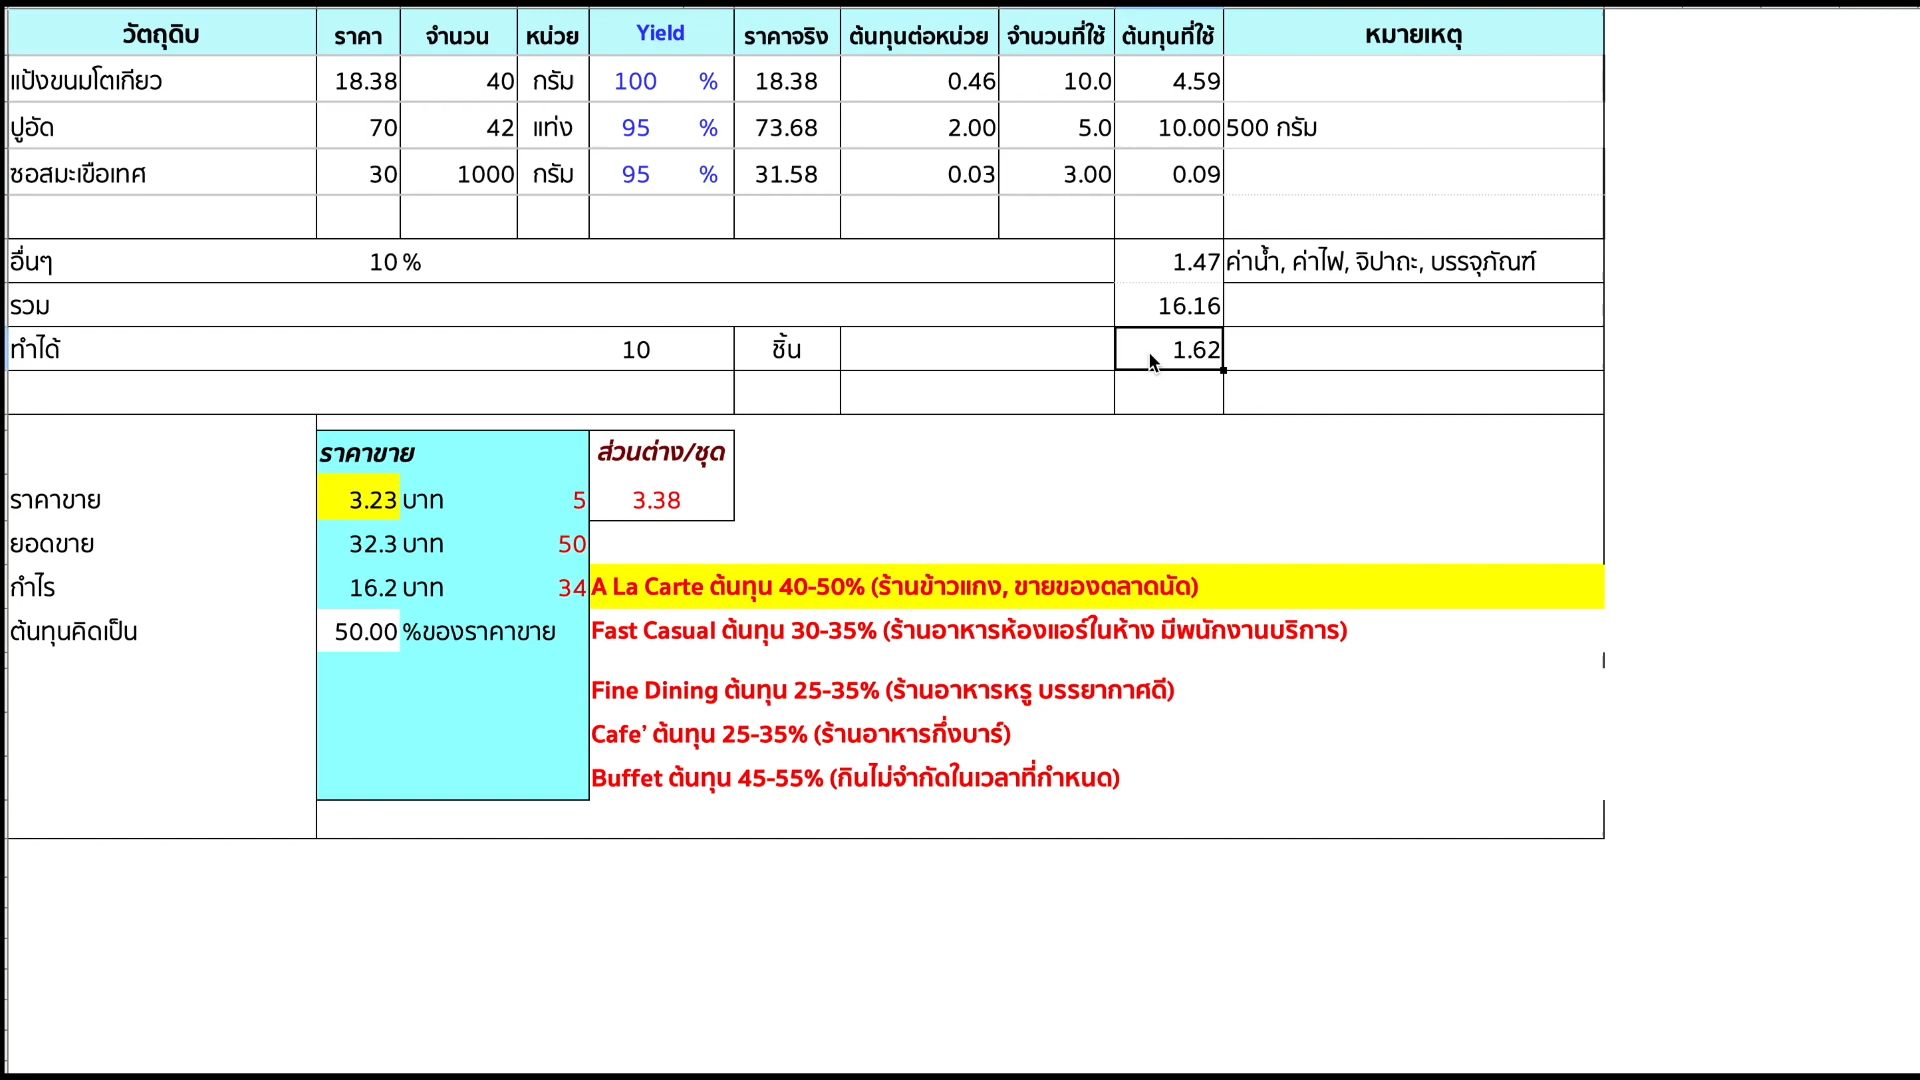 วัตถุดิบ ราคา จำนวน หน่วย Yield ราคาจริง ต้นทุนต่อหน่วย จำนวนที่ใช้ ต้นทุนที่ใช้ หมายเหตุ
แป้งขนมโตเกียว 18.38 40 กรัม 100 % 18.38 0.46 10.0 4.59
ปูอัด 70 42 แท่ง 95 % 73.68 2.00 5.0 10.00 500 กรัม
ซอสมะเขือเทศ 30 1000 กรัม 95 % 31.58 0.03 3.00 0.09
อื่นๆ 10 % 1.47 ค่าน้ำ, ค่าไฟ, จิปาถะ, บรรจุภัณฑ์
รวม 16.16
ทำได้ 10 ชิ้น 1.62
ราคาขาย ส่วนต่าง/ชุด
ราคาขาย 3.23 บาท 5 3.38
ยอดขาย 32.3 บาท 50
กำไร 16.2 บาท 34 A La Carte ต้นทุน 40-50% (ร้านข้าวแกง, ขายของตลาดนัด)
ต้นทุนคิดเป็น 50.00 %ของราคาขาย Fast Casual ต้นทุน 30-35% (ร้านอาหารห้องแอร์ในห้าง มีพนักงานบริการ)
Fine Dining ต้นทุน 25-35% (ร้านอาหารหรู บรรยากาศดี)
Cafe’ ต้นทุน 25-35% (ร้านอาหารกึ่งบาร์)
Buffet ต้นทุน 45-55% (กินไม่จำกัดในเวลาที่กำหนด)